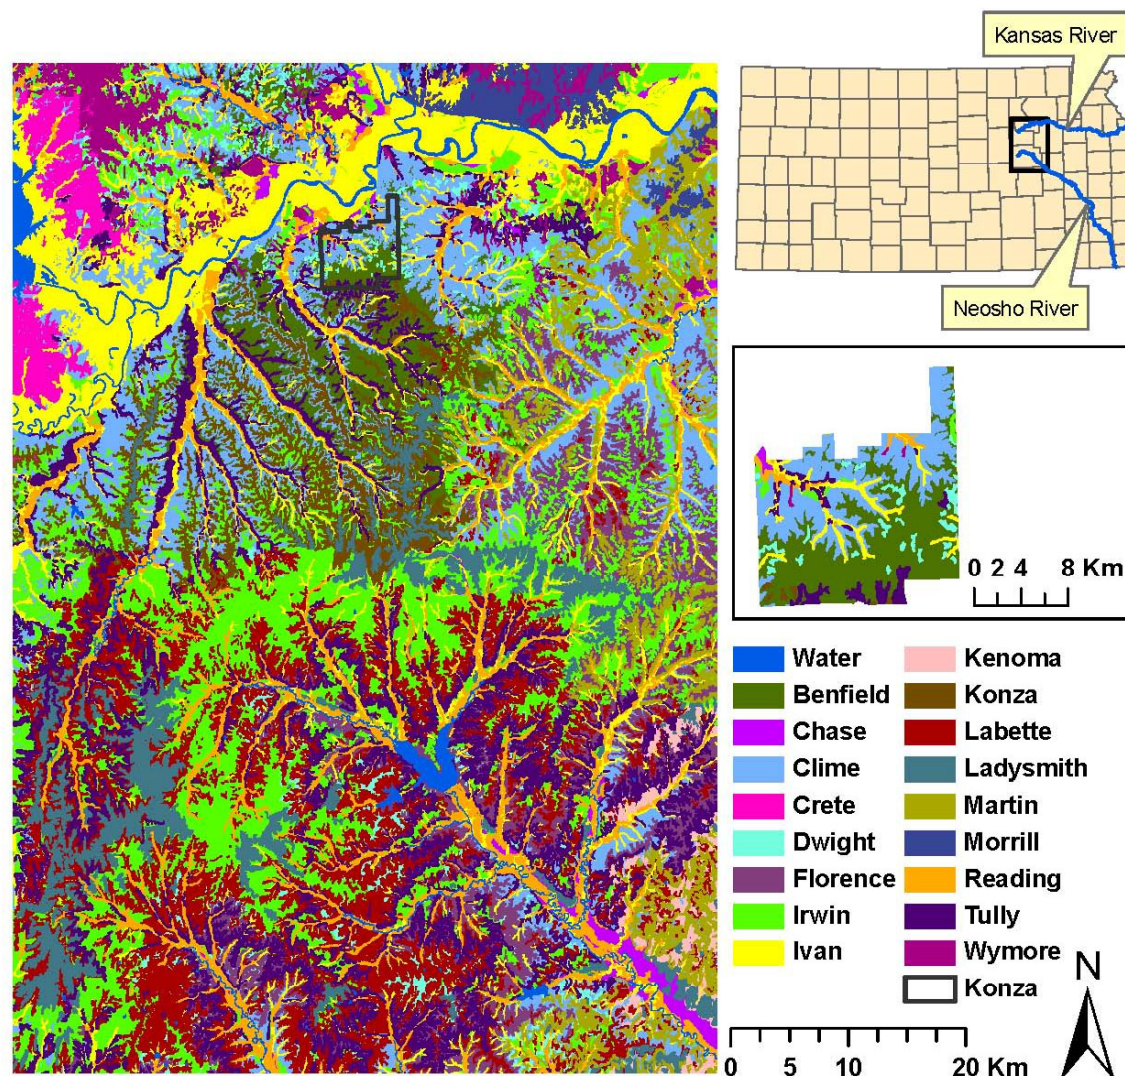 Kansas River
Neosho River
0 2 4 8 Km
Water
Benfield
Chase
Clime
Crete
Dwight
Florence
Irwin
Ivan
Kenoma
Konza
Labette
Ladysmith
Martin
Morrill
Reading
Tully
Wymore
Konza
N
0 5 10 20 Km